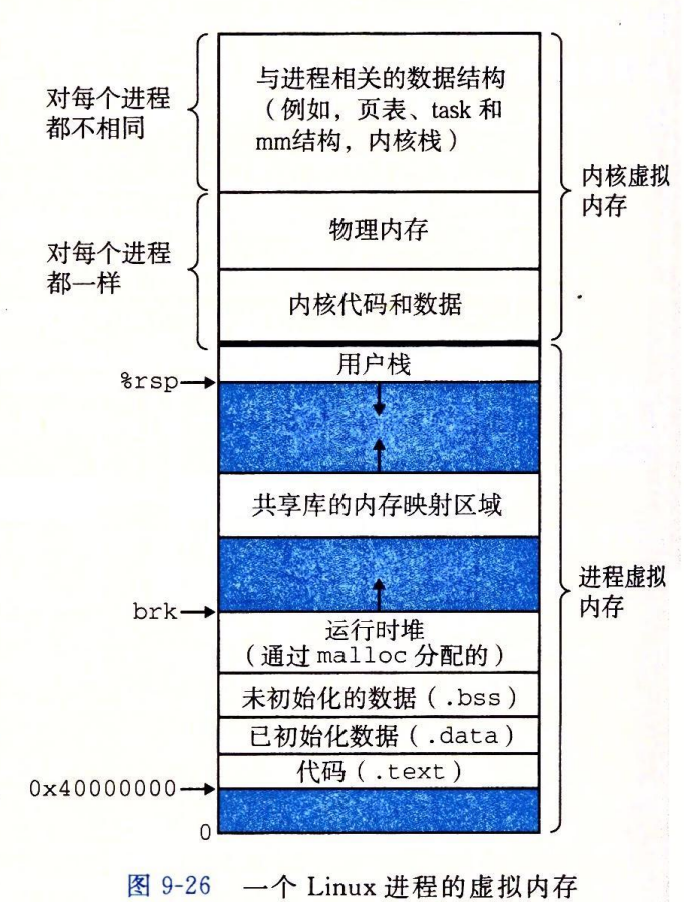 与进程相关的数据结构
（例如，页表、task 和
mm结构，内核栈）
对每个进程
都不相同
内核虚拟
内存
物理内存
对每个进程
都一样
内核代码和数据
用户栈
%rsp
共享库的内存映射区域
进程虚拟
内存
brk
运行时堆
（通过 malloc 分配的）
未初始化的数据（.bss）
已初始化数据（.data）
代码（.text）
0x40000000
0
图 9-26 一个 Linux 进程的虚拟内存